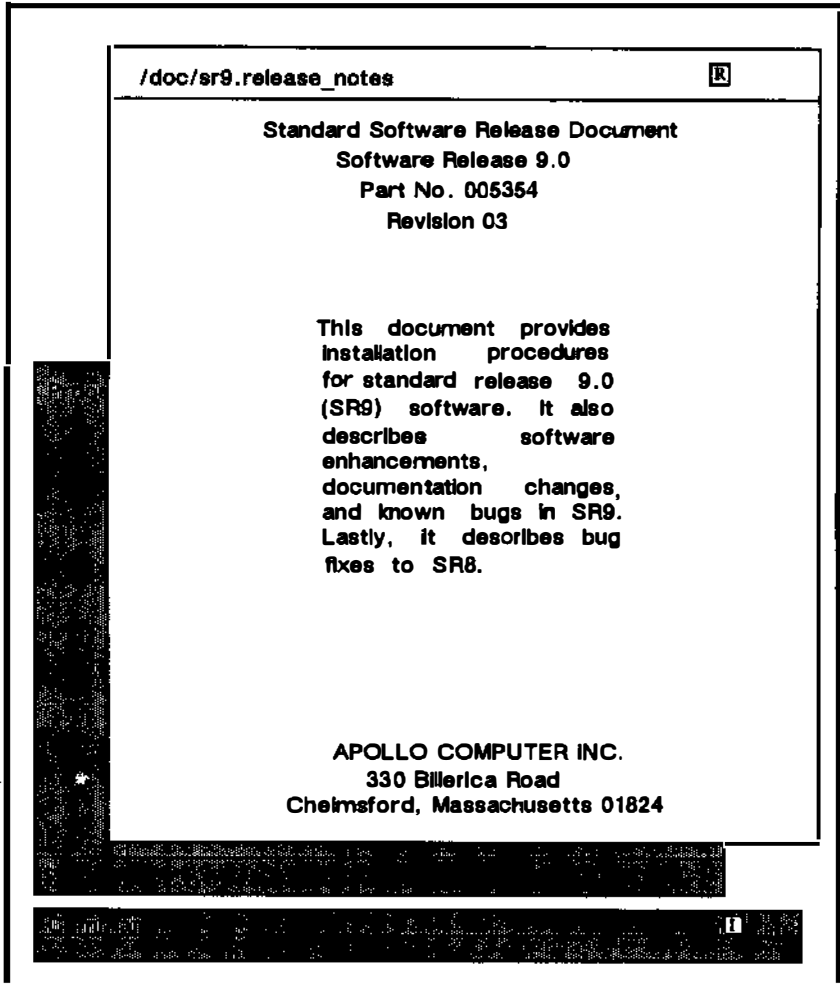 /doc/sr9.release_notes R
Standard Software Release Document
Software Release 9.0
Part No. 005354
Revision 03
This document provides
installation procedures
for standard release 9.0
(SR9) software. It also
describes software
enhancements,
documentation changes,
and known bugs in SR9.
Lastly, it describes bug
fixes to SR8.
APOLLO COMPUTER INC.
330 Billerica Road
Chelmsford, Massachusetts 01824